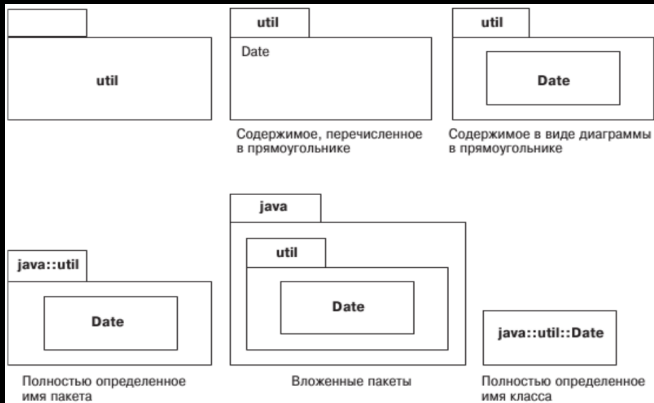 util
util
Date
Содержимое, перечисленное
в прямоугольнике
util
Date
Содержимое в виде диаграммы
в прямоугольнике
java::util
Date
Полностью определенное
имя пакета
java
util
Date
Вложенные пакеты
java::util::Date
Полностью определенное
имя класса